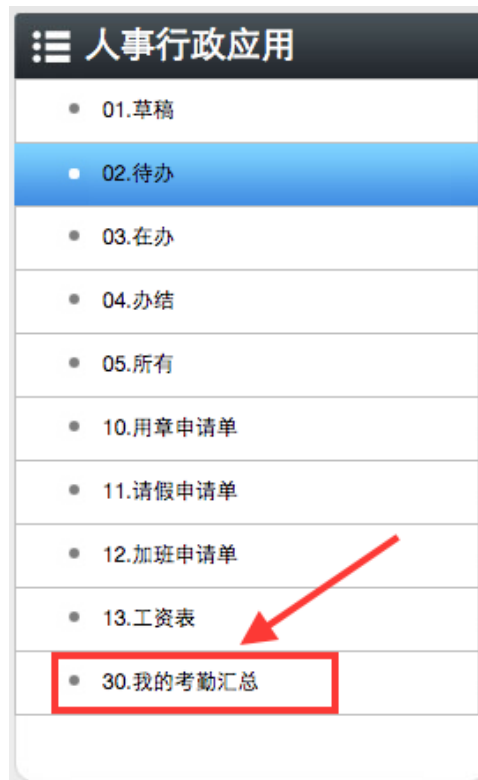 人事行政应用
01.草稿
02.待办
03.在办
04.办结
05.所有
10.用章申请单
11.请假申请单
12.加班申请单
13.工资表
30.我的考勤汇总